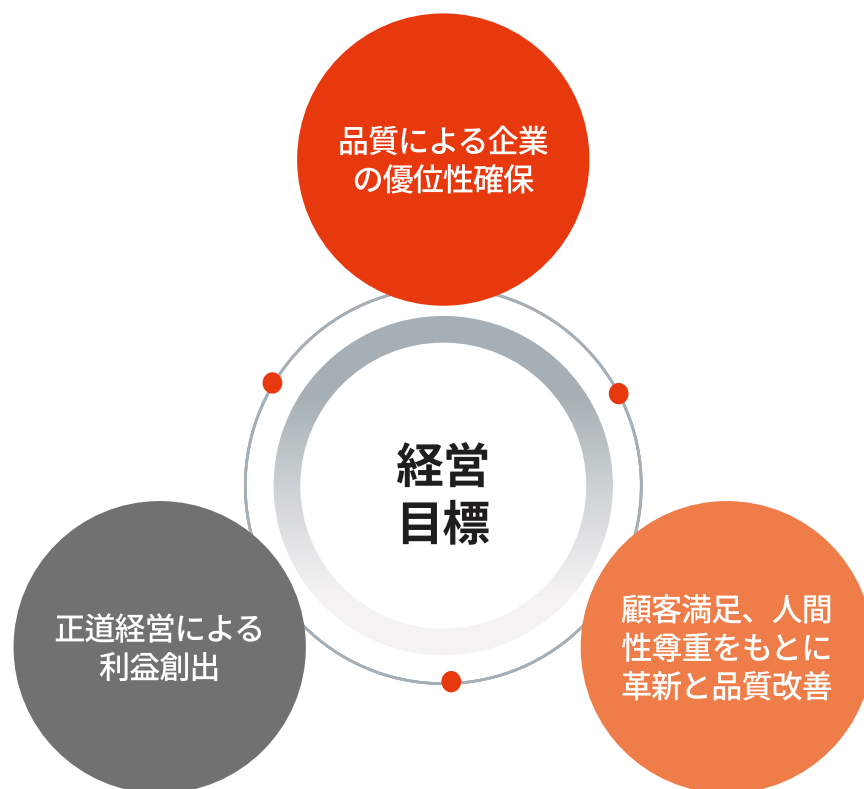 品質による企業
の優位性確保
経営
目標
正道経営による
利益創出
顧客満足、人間
性尊重をもとに
革新と品質改善